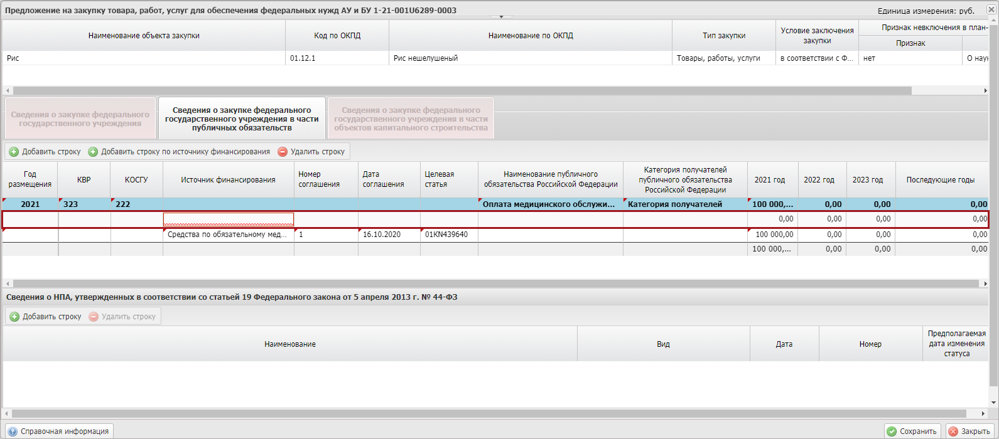 Предложение на закупку товара, работ, услуг для обеспечения федеральных нужд АУ и БУ 1-21-001U6289-0003
Единица измерения: руб.
Наименование объекта закупки
Код по ОКПД
Наименование по ОКПД
Тип закупки
Условие заключения
закупки
Признак невключения в план-
Признак
Рис
01.12.1
Рис нешелушеный
Товары, работы, услуги
в соответствии с Ф...
нет
О нау
Сведения о закупке федерального
государственного учреждения
Сведения о закупке федерального
государственного учреждения в части
публичных обязательств
Сведения о закупке федерального
государственного учреждения в части
объектов капитального строительства
Добавить строку
Добавить строку по источнику финансирования
Удалить строку
Год
размещения
КВР
КОСГУ
Источник финансирования
Номер
соглашения
Дата
соглашения
Целевая
статья
Наименование публичного
обязательства Российской Федерации
Категория получателей
публичного обязательства
Российской Федерации
2021 год
2022 год
2023 год
Последующие годы
2021
323
222
Оплата медицинского обслужи...
Категория получателей
100 000,...
0,00
0,00
0,00
0,00
0,00
0,00
0,00
Средства по обязательному мед...
1
16.10.2020
01KN439640
100 000,00
0,00
0,00
0,00
100 000,...
0,00
0,00
0,00
Сведения о НПА, утвержденных в соответствии со статьей 19 Федерального закона от 5 апреля 2013 г. № 44-ФЗ
Добавить строку
Удалить строку
Наименование
Вид
Дата
Номер
Предполагаемая
дата изменения
статуса
Справочная информация
Сохранить
Закрыть